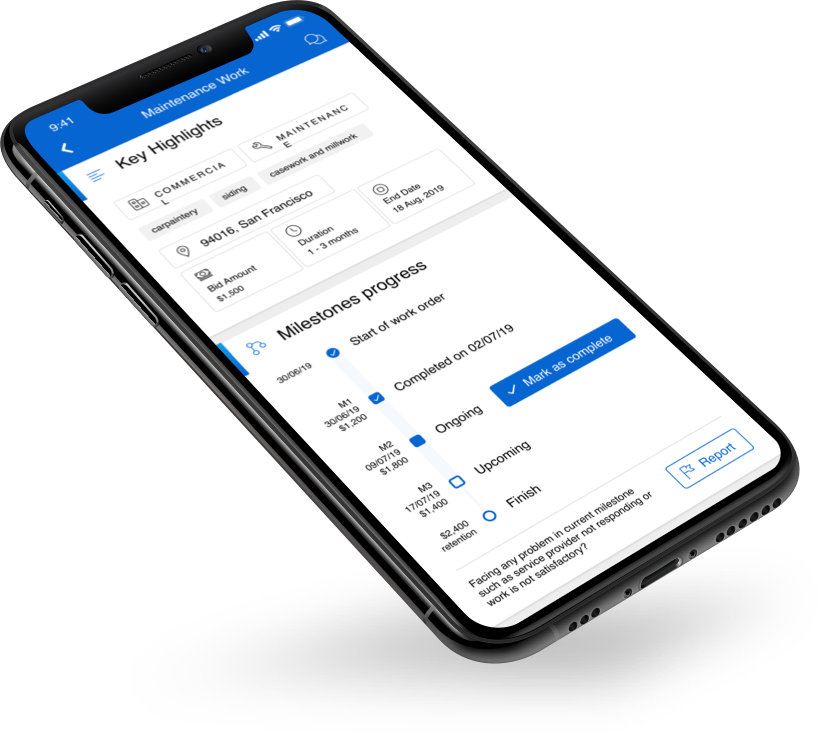 9:41
Maintenance Work
Key Highlights
COMMERCIA
L
MAINTENANC
E
carpaintery
siding
casework and millwork
94016, San Francisco
Bid Amount
$1,500
Duration
1 - 3 months
End Date
18 Aug. 2019
Milestones progress
30/06/19
Start of work order
M1
30/06/19
$1,200
Completed on 02/07/19
M2
09/07/19
$1,800
Ongoing
Mark as complete
M3
17/07/19
$1,400
Upcoming
$2,400
retention
Finish
Facing any problem in current milestone
such as service provider not responding or
work is not satisfactory?
Report